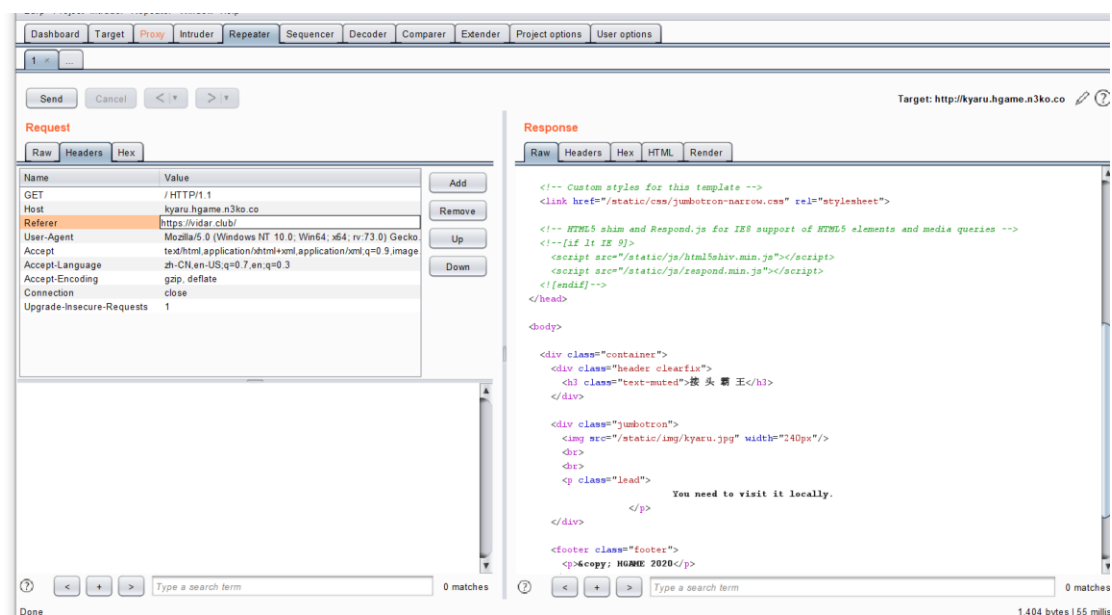 Dashboard Target Proxy Intruder Repeater Sequencer Decoder Comparer Extender Project options User options
1 × ...
Send Cancel < ▾ > ▾ Target: http://kyaru.hgame.n3ko.co ?
Request
Raw Headers Hex
Name Value
GET / HTTP/1.1
Host kyaru.hgame.n3ko.co
Referer https://vidar.club/
User-Agent Mozilla/5.0 (Windows NT 10.0; Win64; x64; rv:73.0) Gecko.
Accept text/html,application/xhtml+xml,application/xml;q=0.9,image
Accept-Language zh-CN,en-US;q=0.7,en;q=0.3
Accept-Encoding gzip, deflate
Connection close
Upgrade-Insecure-Requests 1
Add
Remove
Up
Down
? < + > Type a search term 0 matches
Done
Response
Raw Headers Hex HTML Render
<!-- Custom styles for this template -->
<link href="/static/css/jumbotron-narrow.css" rel="stylesheet">
<!-- HTML5 shim and Respond.js for IE8 support of HTML5 elements and media queries -->
<!--[if lt IE 9]>
<script src="/static/js/html5shiv.min.js"></script>
<script src="/static/js/respond.min.js"></script>
<![endif]-->
</head>
<body>
<div class="container">
<div class="header clearfix">
<h3 class="text-muted">接 头 霸 王</h3>
</div>
<div class="jumbotron">
<img src="/static/img/kyaru.jpg" width="240px"/>
<br>
<br>
<p class="lead">
You need to visit it locally.
</p>
</div>
<footer class="footer">
<p>&copy; HGAME 2020</p>
? < + > Type a search term 0 matches
1,404 bytes | 55 millis